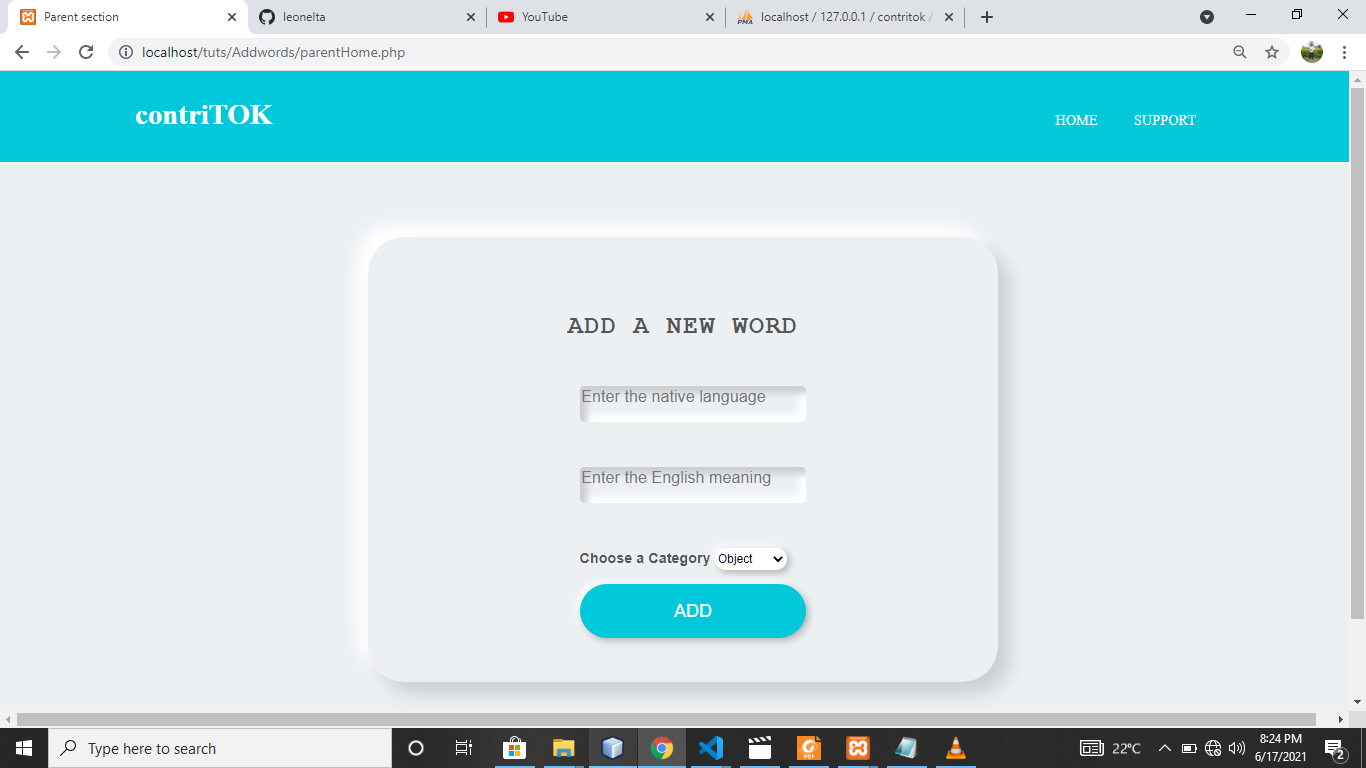 Parent section
leonelta
YouTube
localhost / 127.0.0.1 / contritok /
localhost/tuts/Addwords/parentHome.php
contriTOK
HOME
SUPPORT
ADD A NEW WORD
Enter the native language
Enter the English meaning
Choose a Category
Object
ADD
Type here to search
22°C
8:24 PM
6/17/2021
2